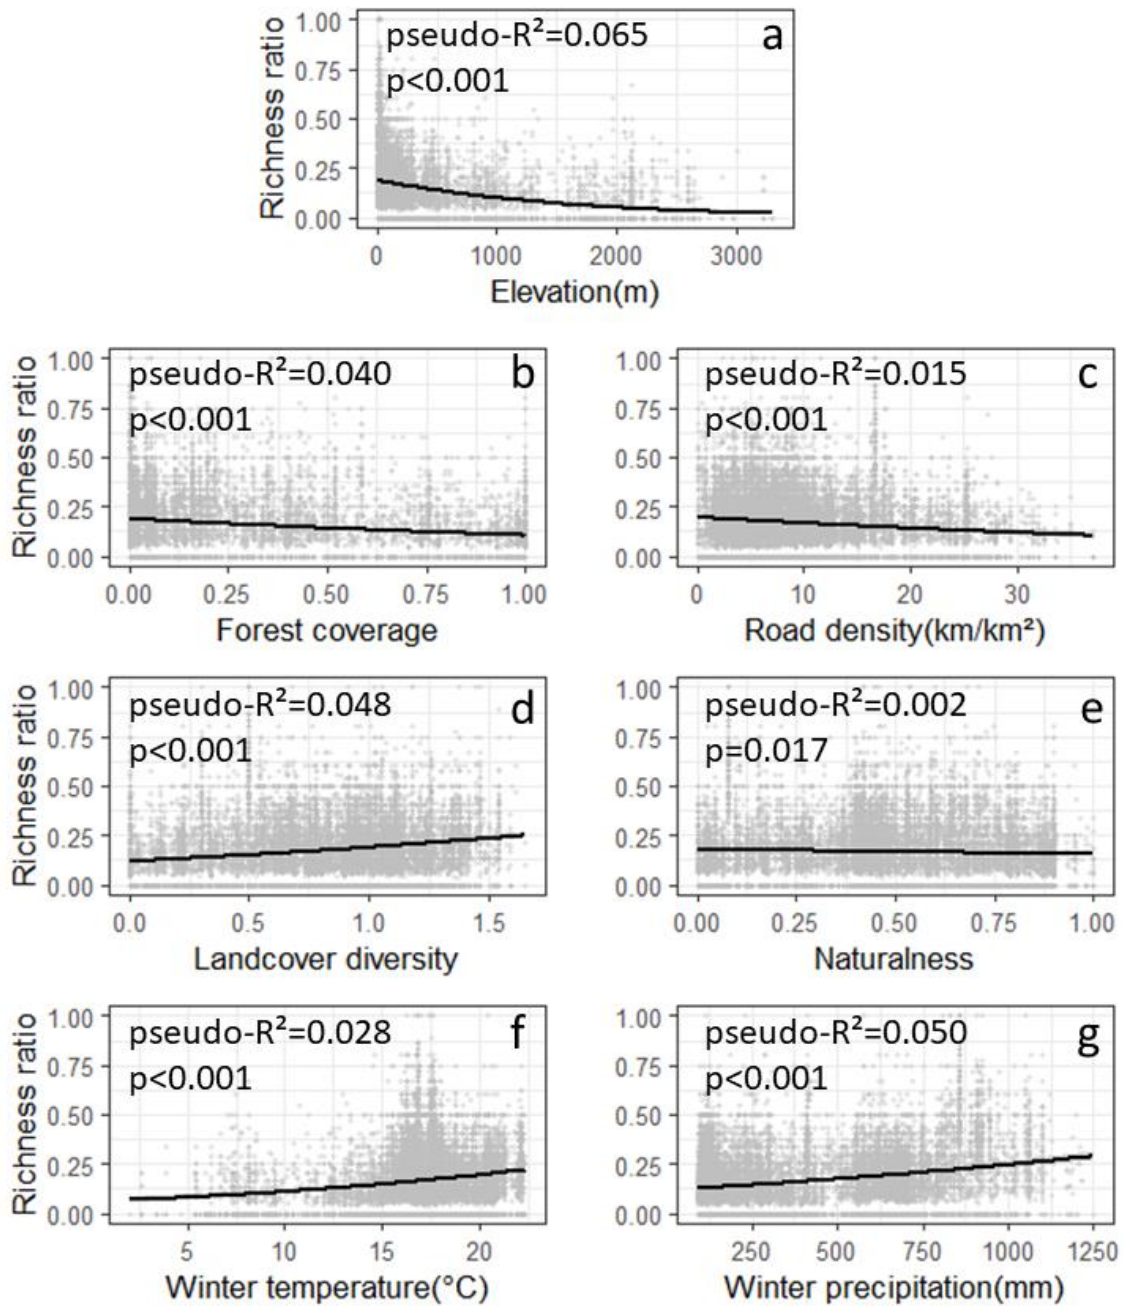 pseudo-R²=0.065
a
p<0.001
Richness ratio
1.00
0.75
0.50
0.25
0.00
0 1000 2000 3000
Elevation(m)
pseudo-R²=0.040
b
p<0.001
Richness ratio
1.00
0.75
0.50
0.25
0.00
0.00 0.25 0.50 0.75 1.00
Forest coverage
pseudo-R²=0.015
c
p<0.001
1.00
0.75
0.50
0.25
0.00
0 10 20 30
Road density(km/km²)
pseudo-R²=0.048
d
p<0.001
Richness ratio
1.00
0.75
0.50
0.25
0.00
0.0 0.5 1.0 1.5
Landcover diversity
pseudo-R²=0.002
e
p=0.017
1.00
0.75
0.50
0.25
0.00
0.00 0.25 0.50 0.75 1.00
Naturalness
pseudo-R²=0.028
f
p<0.001
Richness ratio
1.00
0.75
0.50
0.25
0.00
5 10 15 20
Winter temperature(°C)
pseudo-R²=0.050
g
p<0.001
1.00
0.75
0.50
0.25
0.00
250 500 750 1000 1250
Winter precipitation(mm)